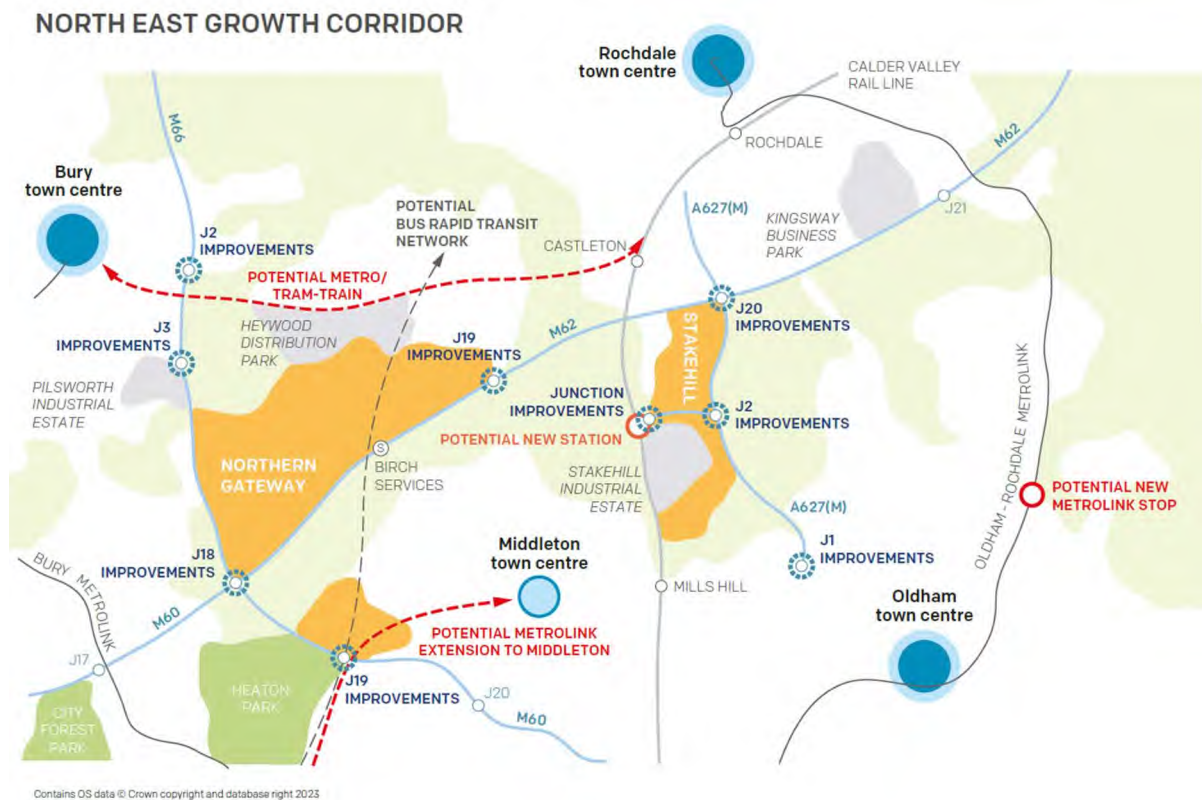 NORTH EAST GROWTH CORRIDOR
Rochdale
town centre
CALDER VALLEY
RAIL LINE
M66
M62
ROCHDALE
Bury
town centre
POTENTIAL
BUS RAPID TRANSIT
NETWORK
A627(M)
KINGSWAY
BUSINESS
PARK
J21
J2
IMPROVEMENTS
CASTLETON
POTENTIAL METRO/
TRAM-TRAIN
J3
IMPROVEMENTS
HEYWOOD
DISTRIBUTION
PARK
J19
IMPROVEMENTS
M62
STAKEHILL
J20
IMPROVEMENTS
PILSWORTH
INDUSTRIAL
ESTATE
JUNCTION
IMPROVEMENTS
J2
IMPROVEMENTS
POTENTIAL NEW STATION
OLDHAM - ROCHDALE METROLINK
NORTHERN
GATEWAY
S
BIRCH
SERVICES
STAKEHILL
INDUSTRIAL
ESTATE
POTENTIAL NEW
METROLINK STOP
A627(M)
J18
IMPROVEMENTS
Middleton
town centre
J1
IMPROVEMENTS
BURY METROLINK
MILLS HILL
Oldham
town centre
M60
POTENTIAL METROLINK
EXTENSION TO MIDDLETON
J17
HEATON
PARK
J19
IMPROVEMENTS
J20
M60
CITY
FOREST
PARK
Contains OS data © Crown copyright and database right 2023